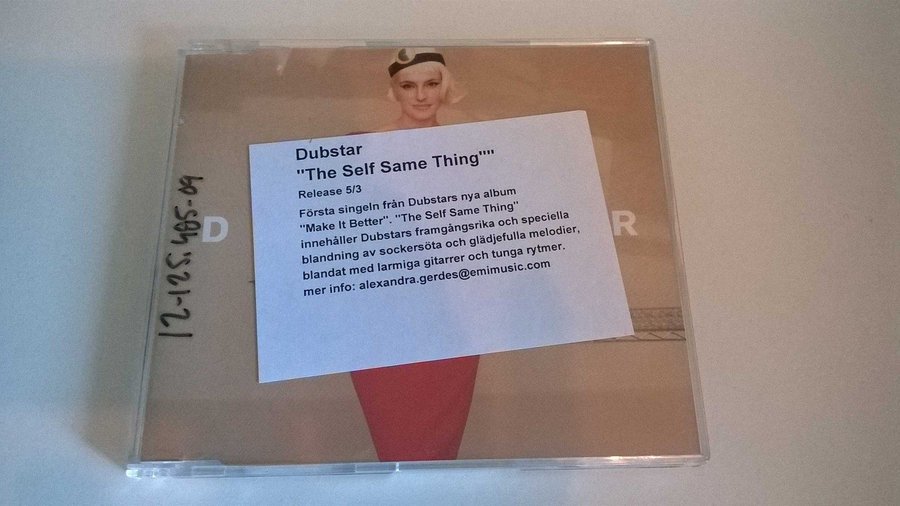 Dubstar
"The Self Same Thing""
Release 5/3
Första singeln från Dubstars nya album
"Make It Better". "The Self Same Thing"
innehåller Dubstars framgångsrika och speciella
blandning av sockersöta och glädjefulla melodier,
blandat med larmiga gitarrer och tunga rytmer.
mer info: alexandra.gerdes@emimusic.com
D R
12-125.485-09